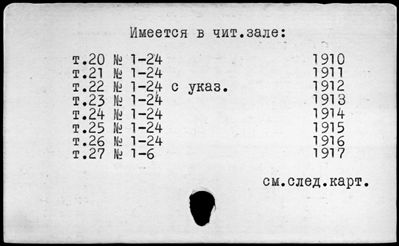 Имеется в чит.зале:
т.20 № 1-24 1910
т.21 № 1-24 1911
т.22 № 1-24 с указ. 1912
т.23 № 1-24 1913
т.24 № 1-24 1914
т.25 № 1-24 1915
т.26 № 1-24 1916
т.27 № 1-6 1917
см.след.карт.